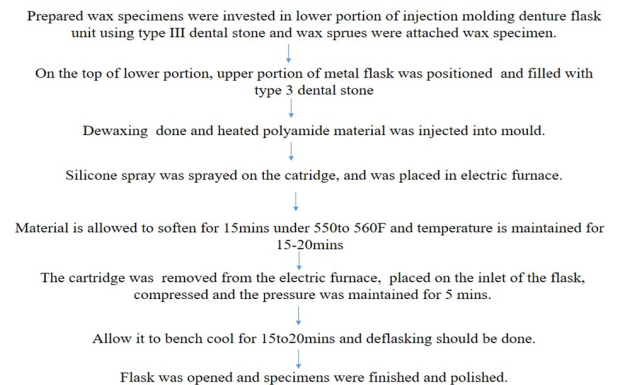 Prepared wax specimens were invested in lower portion of injection molding denture flask
unit using type III dental stone and wax sprues were attached wax specimen.
On the top of lower portion, upper portion of metal flask was positioned and filled with
type 3 dental stone
Dewaxing done and heated polyamide material was injected into mould.
Silicone spray was sprayed on the catridge, and was placed in electric furnace.
Material is allowed to soften for 15mins under 550to 560F and temperature is maintained for
15-20mins
The cartridge was removed from the electric furnace, placed on the inlet of the flask,
compressed and the pressure was maintained for 5 mins.
Allow it to bench cool for 15to20mins and deflasking should be done.
Flask was opened and specimens were finished and polished.